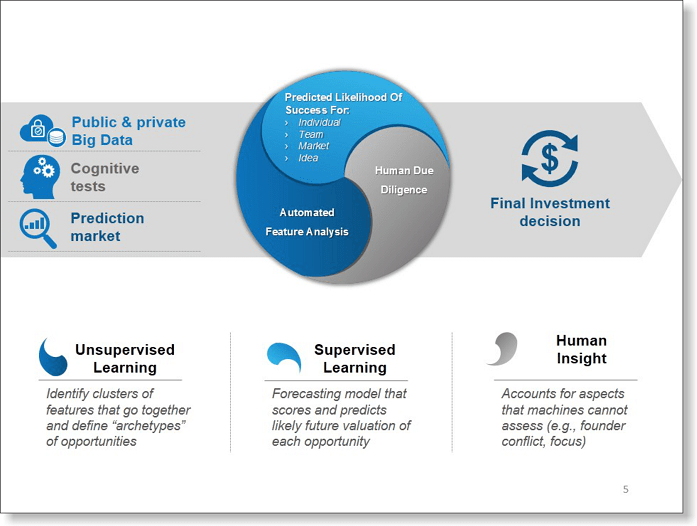 Public & private
Big Data
Cognitive
tests
Prediction
market
Predicted Likelihood Of
Success For:
› Individual
› Team
› Market
› Idea
Human Due
Diligence
Automated
Feature Analysis
$
Final Investment
decision
Unsupervised
Learning
Identify clusters of
features that go together
and define “archetypes”
of opportunities
Supervised
Learning
Forecasting model that
scores and predicts
likely future valuation of
each opportunity
Human
Insight
Accounts for aspects
that machines cannot
assess (e.g., founder
conflict, focus)
5